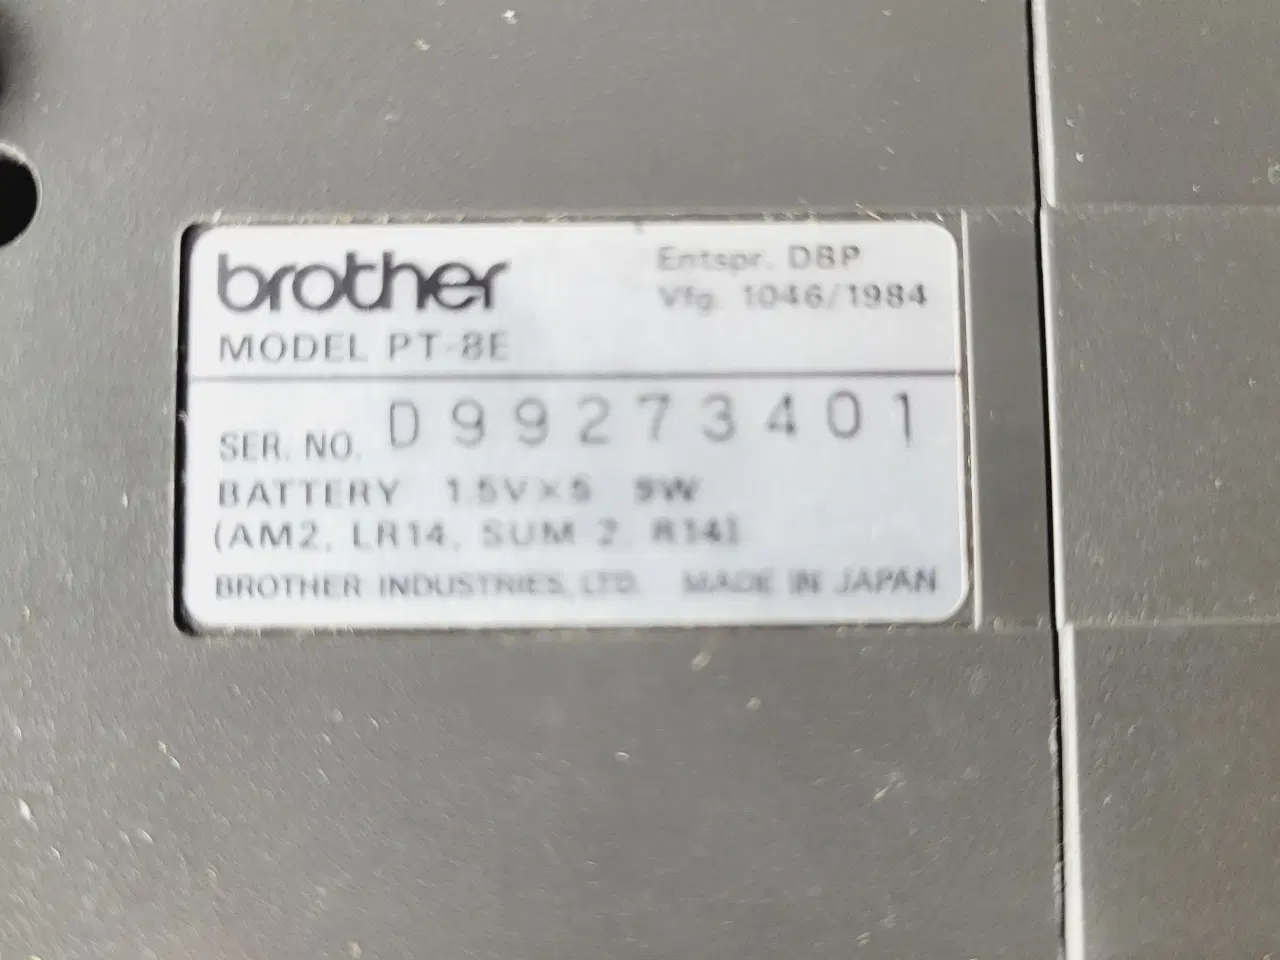 brother
Entspr. DBP
Vfg. 1046/1984
MODEL PT-8E
SER. NO. D99273401
BATTERY 1.5V×5 9W
(AM2, LR14, SUM 2, R14)
BROTHER INDUSTRIES, LTD. MADE IN JAPAN